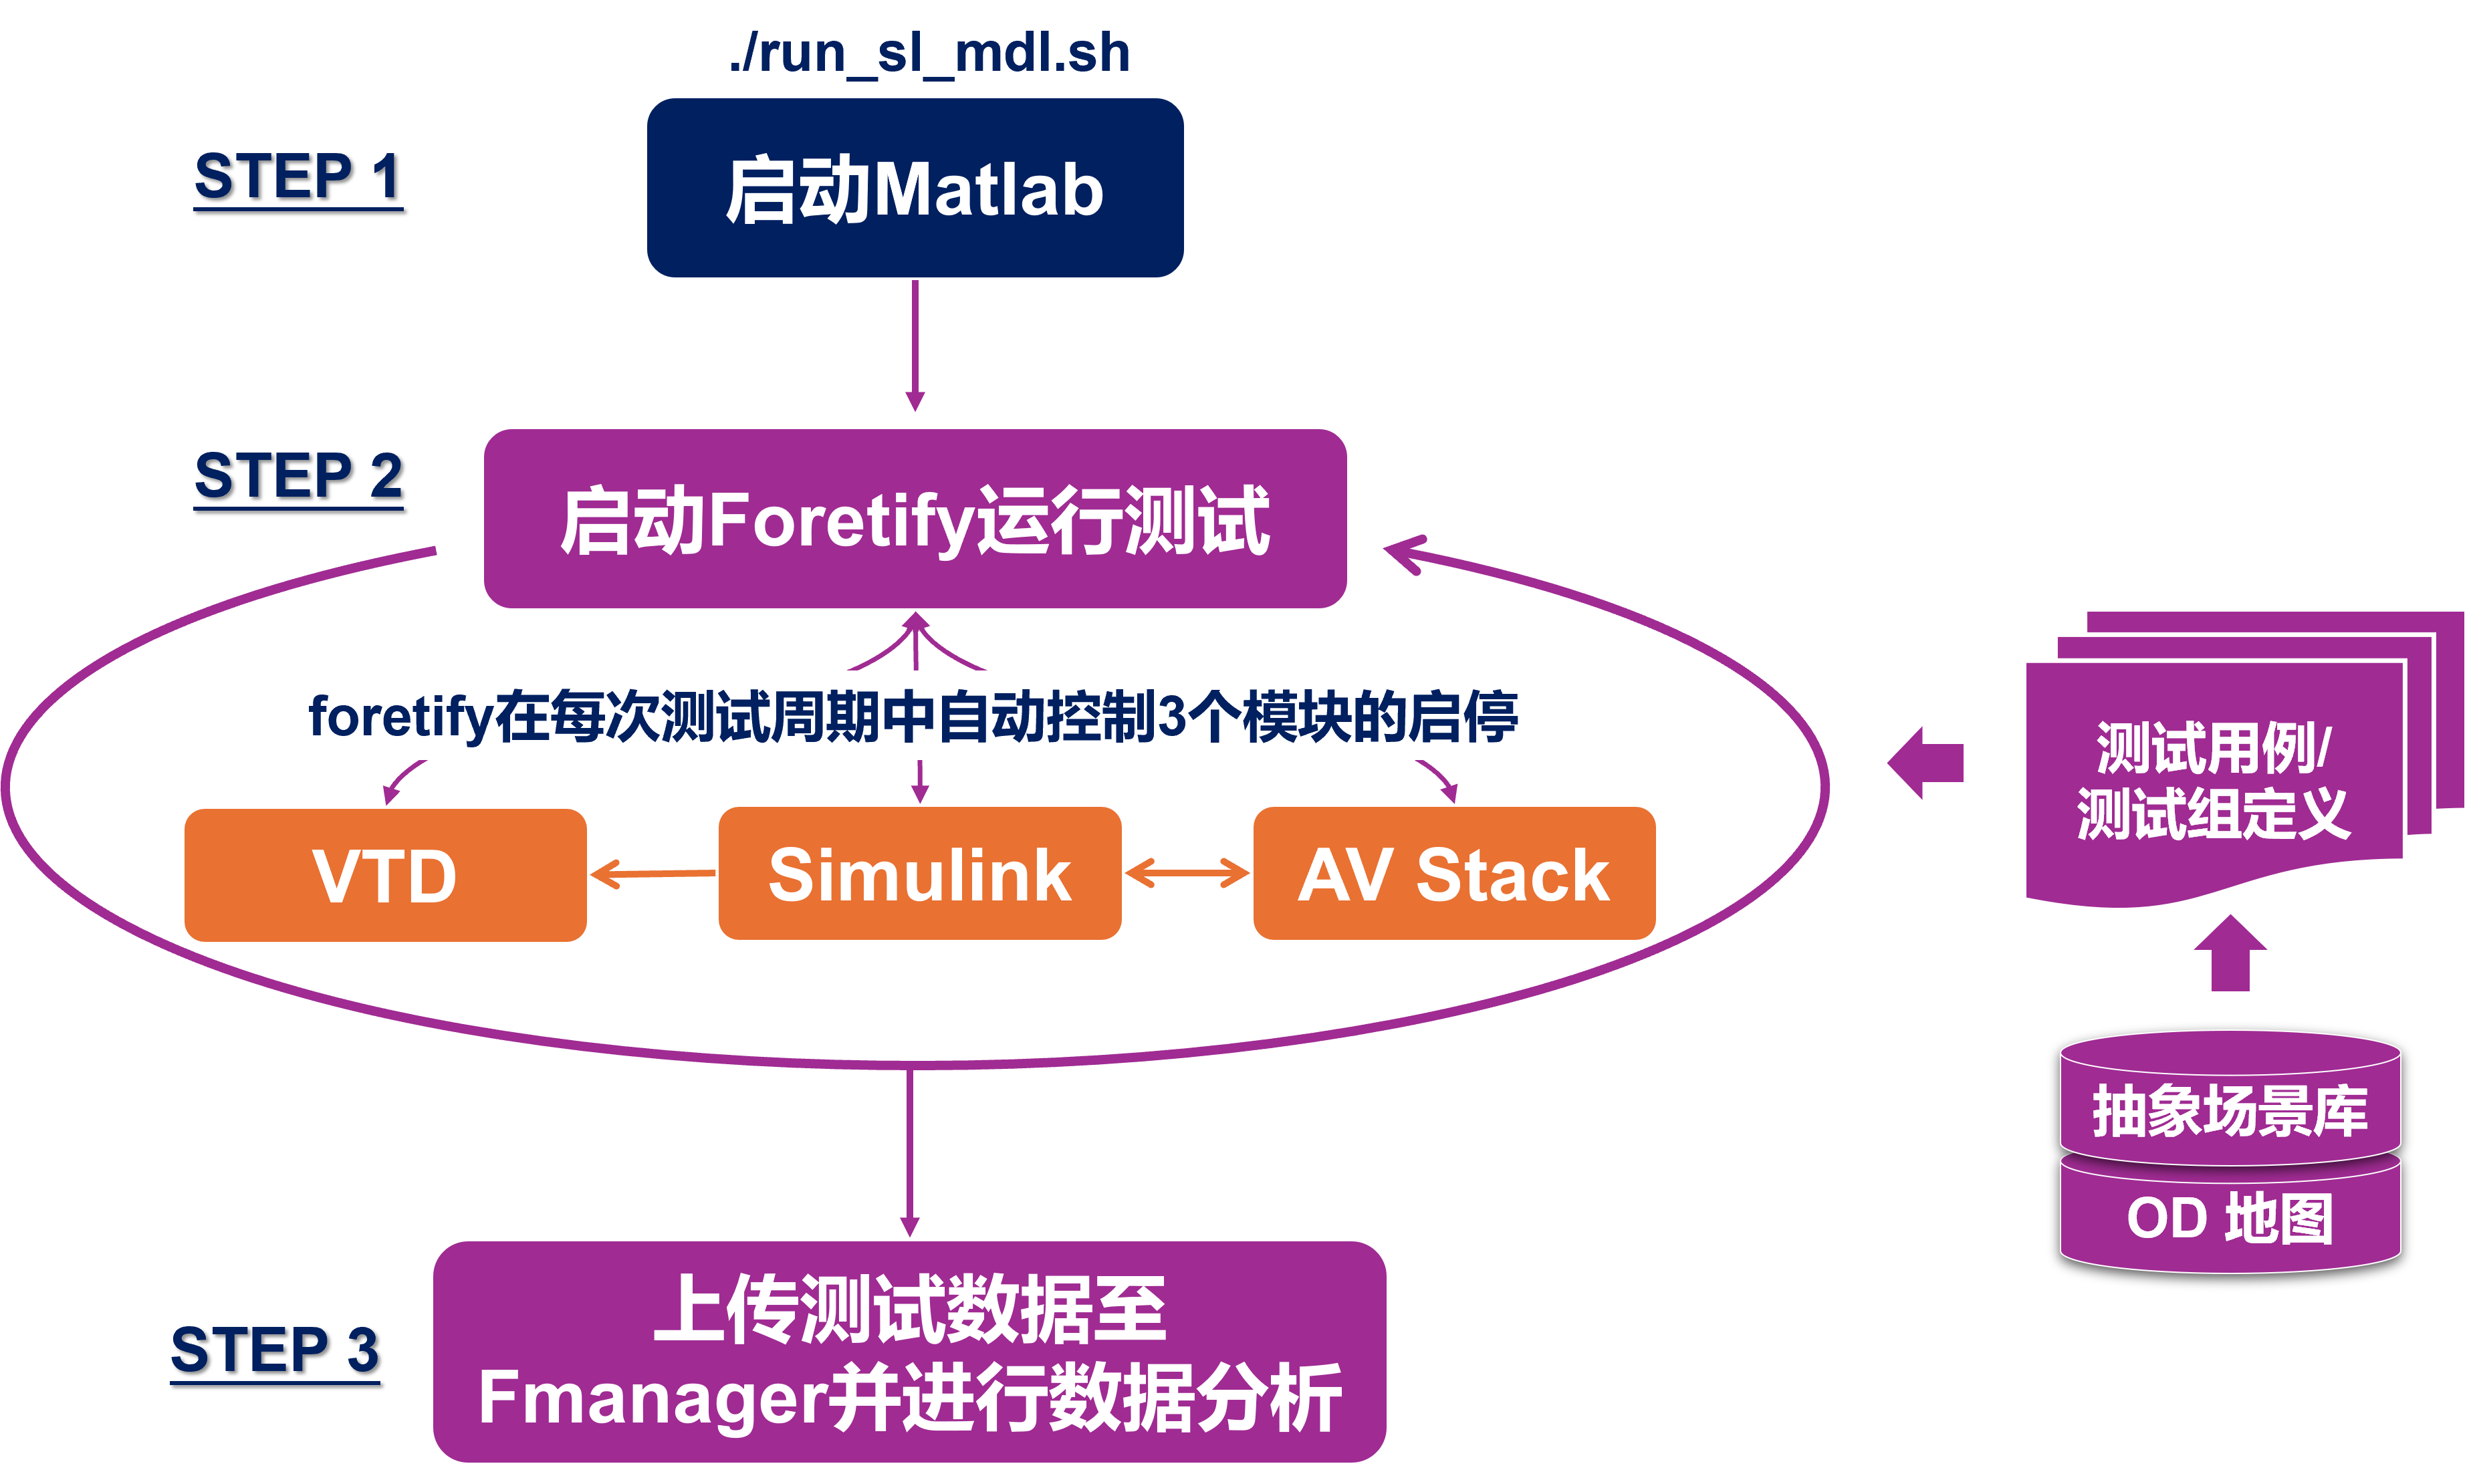 ./run_sl_mdl.sh
STEP 1
启动Matlab
STEP 2
启动Foretify运行测试
foretify在每次测试周期中自动控制3个模块的启停
VTD
Simulink
AV Stack
测试用例/
测试组定义
抽象场景库
OD 地图
STEP 3
上传测试数据至
Fmanager并进行数据分析